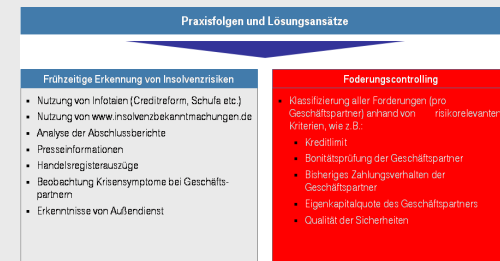 Praxisfolgen und Lösungsansätze
Frühzeitige Erkennung von Insolvenzrisiken
Nutzung von Infotaien (Creditreform, Schufa etc.)
Nutzung von www.insolvenzbekanntmachungen.de
Analyse der Abschlussberichte
Presseinformationen
Handelsregisterauszüge
Beobachtung Krisensymptome bei Geschäfts-
partnern
Erkenntnisse von Außendienst
Foderungscontrolling
Klassifizierung aller Forderungen (pro
Geschäftspartner) anhand von risikorelevanten
Kriterien, wie z.B.:
Kreditlimit
Bonitätsprüfung der Geschäftspartner
Bisheriges Zahlungsverhalten der
Geschäftspartner
Eigenkapitalquote des Geschäftspartners
Qualität der Sicherheiten